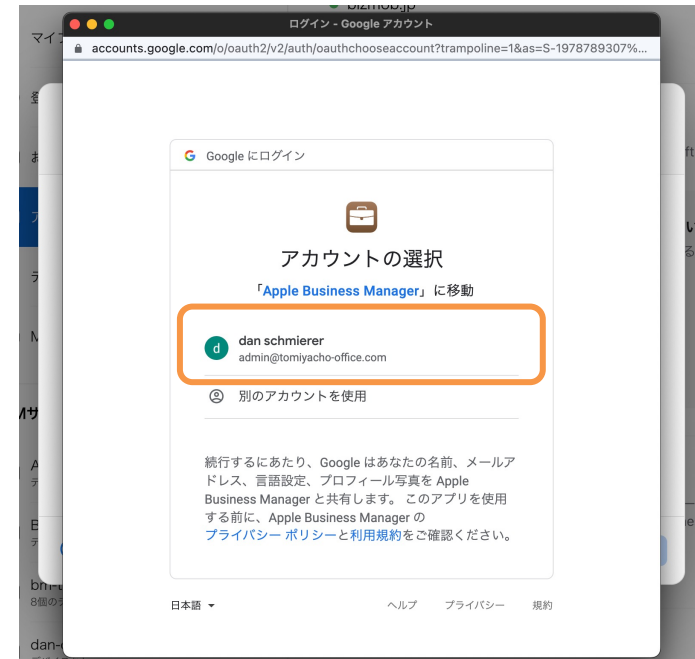 bizmob.jp
ログイン - Google アカウント
accounts.google.com/o/oauth2/v2/auth/oauthchooseaccount?trampoline=1&as=S-1978789307%...
マイ
Google にログイン
アカウントの選択
「Apple Business Manager」に移動
d
dan schmierer
admin@tomiyacho-office.com
別のアカウントを使用
続行するにあたり、Google はあなたの名前、メールア
ドレス、言語設定、プロフィール写真を Apple
Business Manager と共有します。 このアプリを使用
する前に、Apple Business Manager の
プライバシー ポリシーと利用規約をご確認ください。
日本語
ヘルプ プライバシー 規約
8個の
dan-